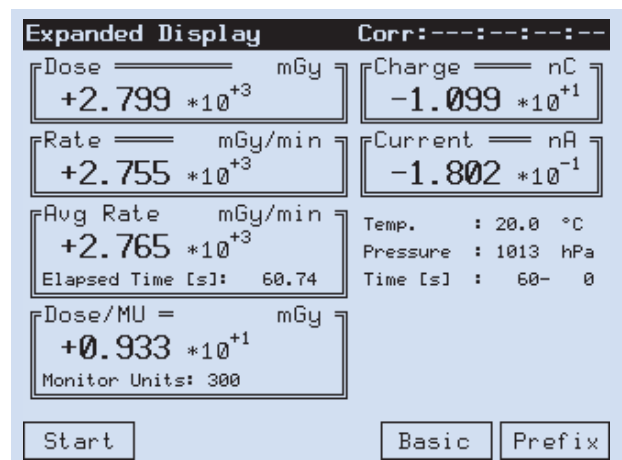 Expanded Display Corr:---:--:--:--
Dose mGy
+2.799 *10⁺³
Charge nC
-1.099 *10⁺¹
Rate mGy/min
+2.755 *10⁺³
Current nA
-1.802 *10⁻¹
Avg Rate mGy/min
+2.765 *10⁺³
Elapsed Time [s]: 60.74
Temp. : 20.0 °C
Pressure : 1013 hPa
Time [s] : 60- 0
Dose/MU = mGy
+0.933 *10⁺¹
Monitor Units: 300
Start Basic Prefix